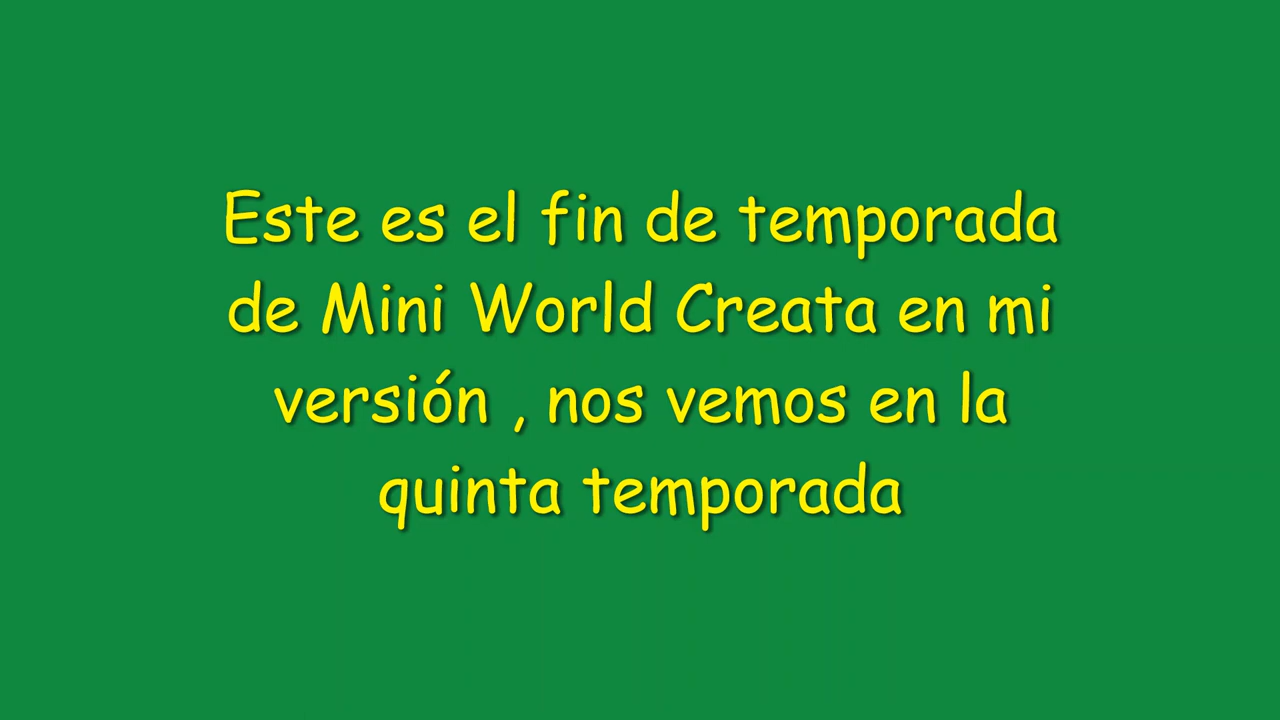 Este es el fin de temporada
de Mini World Creata en mi
versión , nos vemos en la
quinta temporada